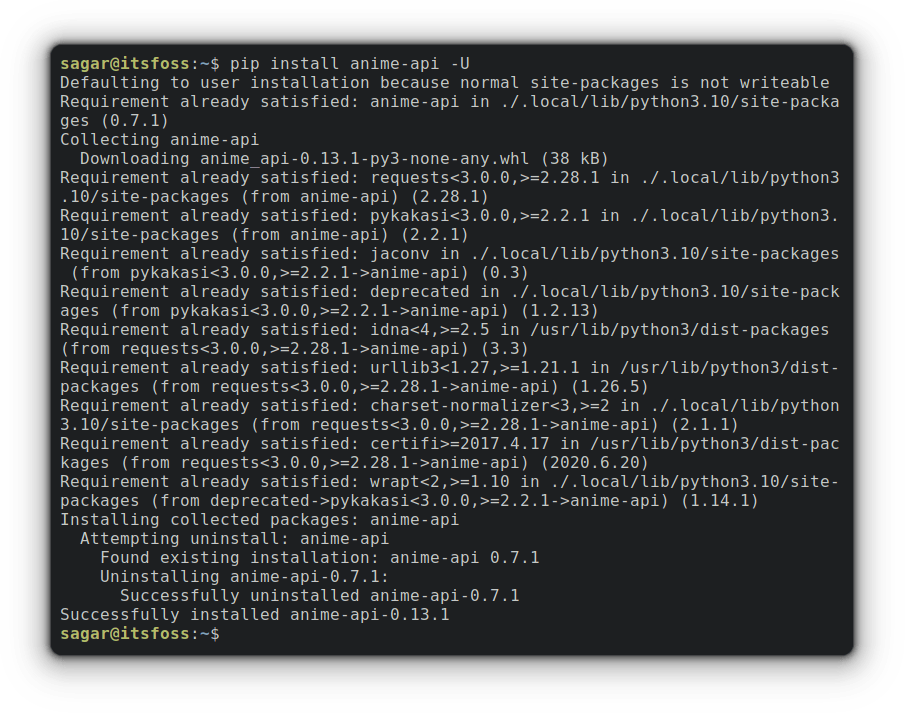 sagar@itsfoss:~$ pip install anime-api -U
Defaulting to user installation because normal site-packages is not writeable
Requirement already satisfied: anime-api in ./.local/lib/python3.10/site-packa
ges (0.7.1)
Collecting anime-api
  Downloading anime_api-0.13.1-py3-none-any.whl (38 kB)
Requirement already satisfied: requests<3.0.0,>=2.28.1 in ./.local/lib/python3
.10/site-packages (from anime-api) (2.28.1)
Requirement already satisfied: pykakasi<3.0.0,>=2.2.1 in ./.local/lib/python3.
10/site-packages (from anime-api) (2.2.1)
Requirement already satisfied: jaconv in ./.local/lib/python3.10/site-packages
 (from pykakasi<3.0.0,>=2.2.1->anime-api) (0.3)
Requirement already satisfied: deprecated in ./.local/lib/python3.10/site-pack
ages (from pykakasi<3.0.0,>=2.2.1->anime-api) (1.2.13)
Requirement already satisfied: idna<4,>=2.5 in /usr/lib/python3/dist-packages
(from requests<3.0.0,>=2.28.1->anime-api) (3.3)
Requirement already satisfied: urllib3<1.27,>=1.21.1 in /usr/lib/python3/dist-
packages (from requests<3.0.0,>=2.28.1->anime-api) (1.26.5)
Requirement already satisfied: charset-normalizer<3,>=2 in ./.local/lib/python
3.10/site-packages (from requests<3.0.0,>=2.28.1->anime-api) (2.1.1)
Requirement already satisfied: certifi>=2017.4.17 in /usr/lib/python3/dist-pac
kages (from requests<3.0.0,>=2.28.1->anime-api) (2020.6.20)
Requirement already satisfied: wrapt<2,>=1.10 in ./.local/lib/python3.10/site-
packages (from deprecated->pykakasi<3.0.0,>=2.2.1->anime-api) (1.14.1)
Installing collected packages: anime-api
  Attempting uninstall: anime-api
    Found existing installation: anime-api 0.7.1
    Uninstalling anime-api-0.7.1:
      Successfully uninstalled anime-api-0.7.1
Successfully installed anime-api-0.13.1
sagar@itsfoss:~$